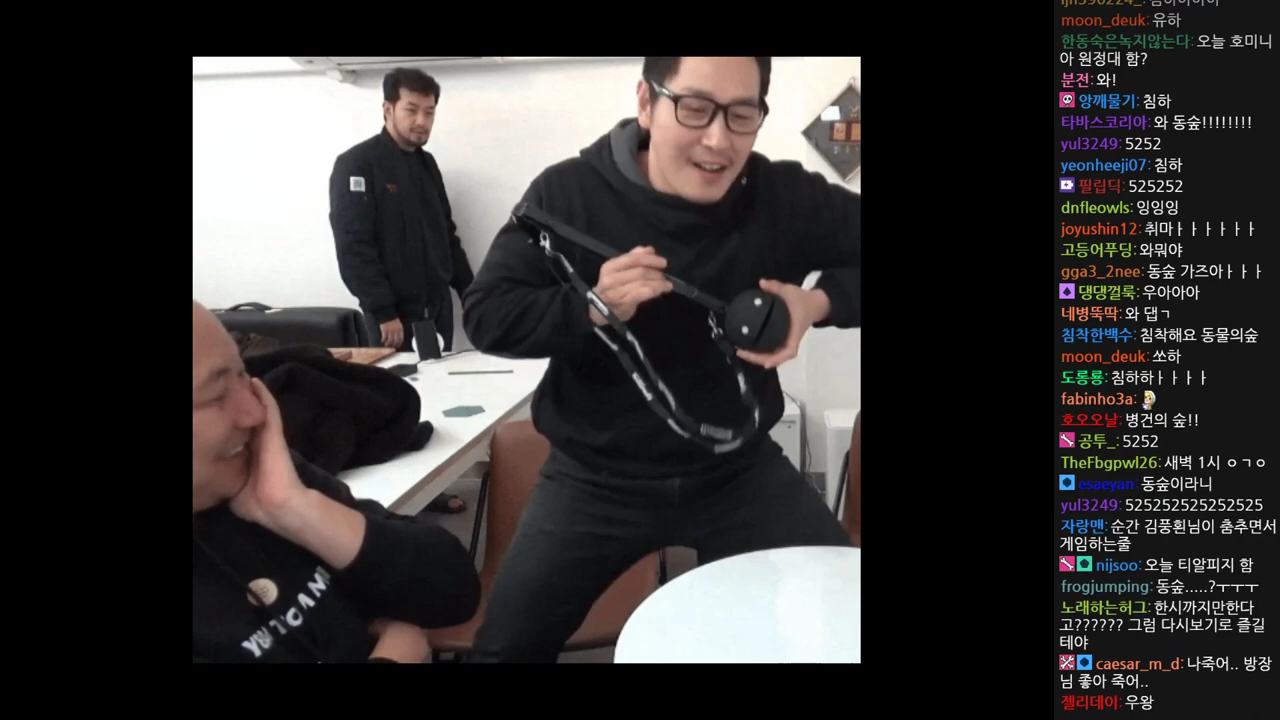 moon_deuk: 유하
한동숙은녹지않는다: 오늘 호미니
아 원정대 함?
분전: 와!
앙깨물기: 침하
타바스코리아: 와 동숲!!!!!!!!
yul3249: 5252
yeonheeji07: 침하
필립딕: 525252
dnfleowls: 잉잉잉
joyushin12: 취마ㅏㅏㅏㅏㅏㅏ
고등어푸딩: 와뭐야
gga3_2nee: 동숲 가즈아ㅏㅏㅏ
댕댕껄룩: 우아아아
네병뚝딱: 와 댑ㄱ
침착한백수: 침착해요 동물의숲
moon_deuk: 쏘하
도롱룡: 침하하ㅏㅏㅏㅏ
fabinho3a:
호오오날: 병건의 숲!!
공투_: 5252
TheFbgpwl26: 새벽 1시 ㅇㄱㅇ
esaeyan: 동숲이라니
yul3249: 525252525252525
자랑맨: 순간 김풍횐님이 춤추면서
게임하는줄
nijsoo: 오늘 티알피지 함
frogjumping: 동숲.....?ㅜㅜㅜ
노래하는허그: 한시까지만한다
고?????? 그럼 다시보기로 즐길
테야
caesar_m_d: 나죽어.. 방장
님 좋아 죽어..
젤리데이: 우왕